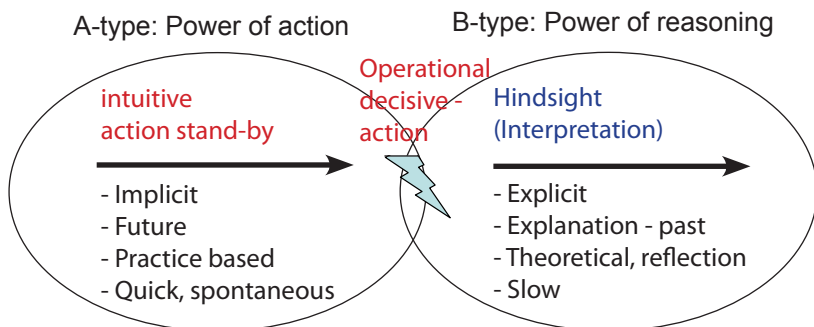 A-type: Power of action
B-type: Power of reasoning
intuitive
action stand-by
Operational
decisive -
action
Hindsight
(Interpretation)
- Implicit
- Future
- Practice based
- Quick, spontaneous
- Explicit
- Explanation - past
- Theoretical, reflection
- Slow